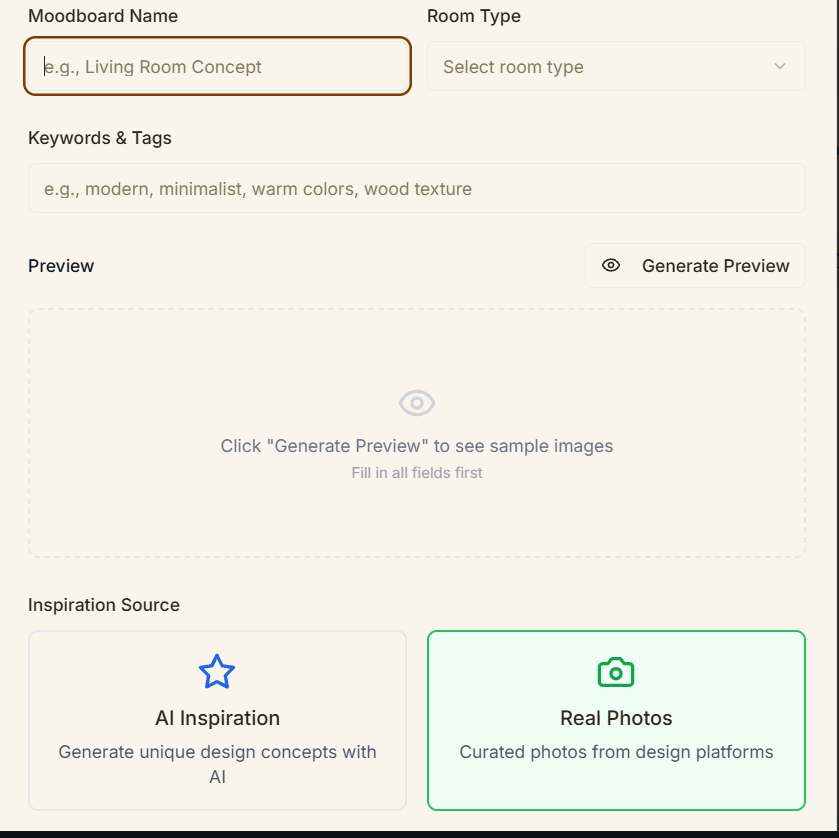 Moodboard Name
Room Type
e.g., Living Room Concept
Select room type
Keywords & Tags
e.g., modern, minimalist, warm colors, wood texture
Preview
Generate Preview
Click "Generate Preview" to see sample images
Fill in all fields first
Inspiration Source
AI Inspiration
Generate unique design concepts with
AI
Real Photos
Curated photos from design platforms